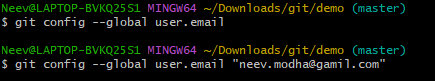 Neev@LAPTOP-BVKQ25S1 MINGW64 ~/Downloads/git/demo (master)
$ git config --global user.email
Neev@LAPTOP-BVKQ25S1 MINGW64 ~/Downloads/git/demo (master)
$ git config --global user.email "neev.modha@gamil.com"